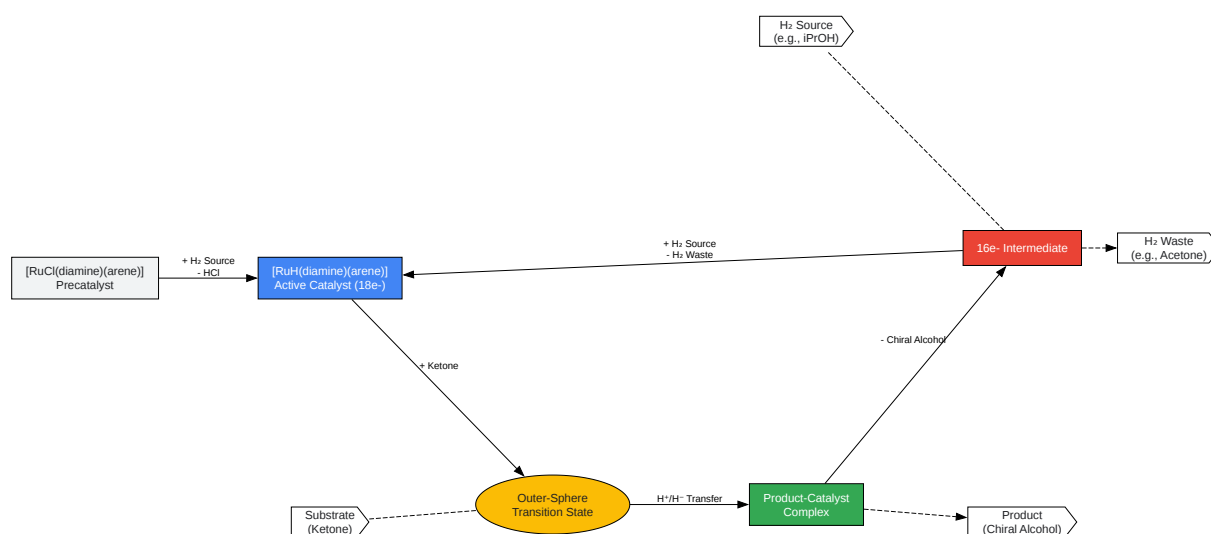 H₂ Source
(e.g., iPrOH)
+ H₂ Source
- H₂ Waste
16e- Intermediate
H₂ Waste
(e.g., Acetone)
[RuCl(diamine)(arene)]
Precatalyst
+ H₂ Source
- HCl
[RuH(diamine)(arene)]
Active Catalyst (18e-)
- Chiral Alcohol
+ Ketone
Outer-Sphere
Transition State
H⁺/H⁻ Transfer
Product-Catalyst
Complex
Substrate
(Ketone)
Product
(Chiral Alcohol)